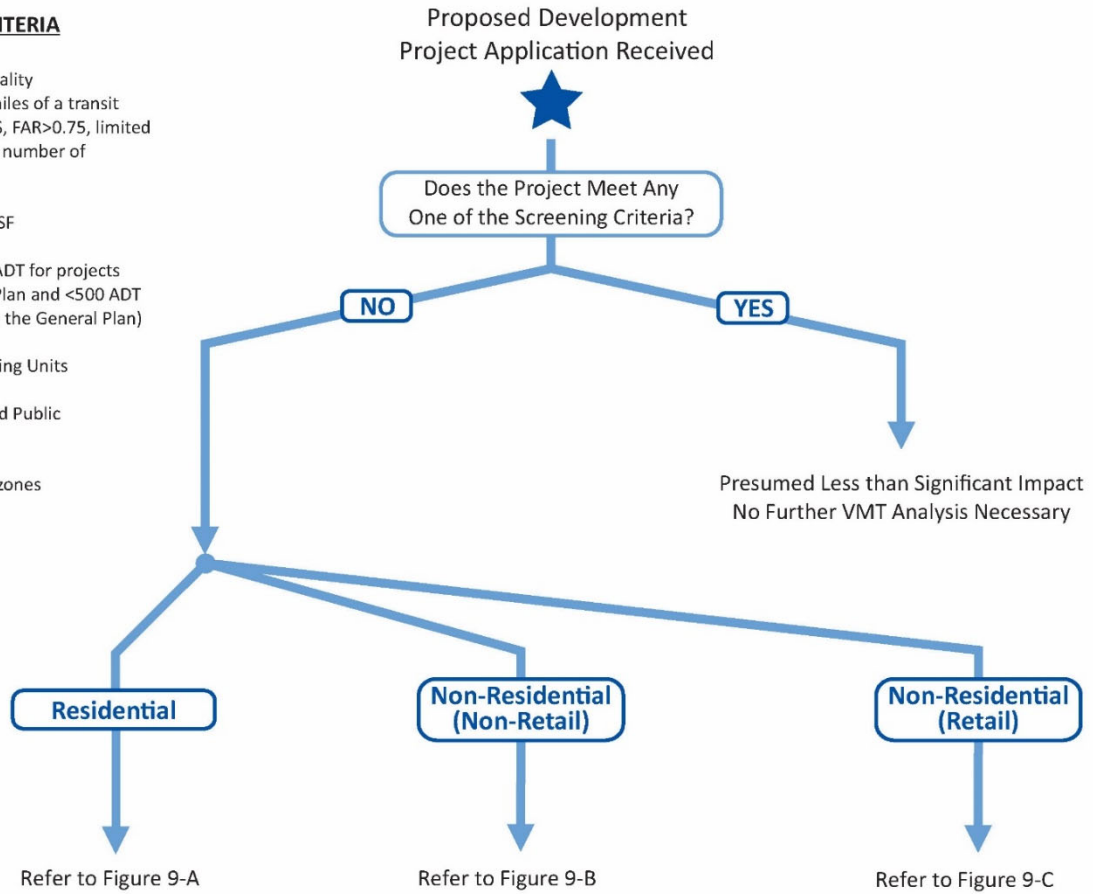 ITERIA
ality
niles of a transit
S, FAR>0.75, limited
number of
SF
ADT for projects
Plan and <500 ADT
the General Plan)
ing Units
d Public
zones
Proposed Development
Project Application Received
Does the Project Meet Any
One of the Screening Criteria?
NO
YES
Presumed Less than Significant Impact
No Further VMT Analysis Necessary
Residential
Non-Residential
(Non-Retail)
Non-Residential
(Retail)
Refer to Figure 9-A
Refer to Figure 9-B
Refer to Figure 9-C